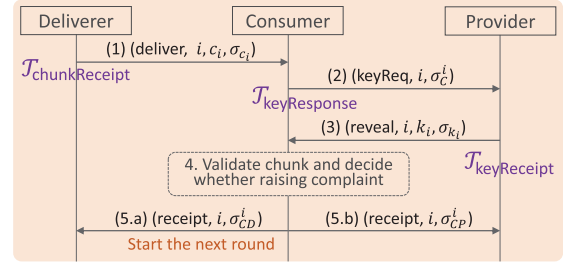 Deliverer Consumer Provider
(1) (deliver, i, c_i, σ_{c_i})
𝒯_chunkReceipt
(2) (keyReq, i, σ_C^i)
𝒯_keyResponse
(3) (reveal, i, k_i, σ_{k_i})
4. Validate chunk and decide
whether raising complaint
𝒯_keyReceipt
(5.a) (receipt, i, σ_{CD}^i) (5.b) (receipt, i, σ_{CP}^i)
Start the next round